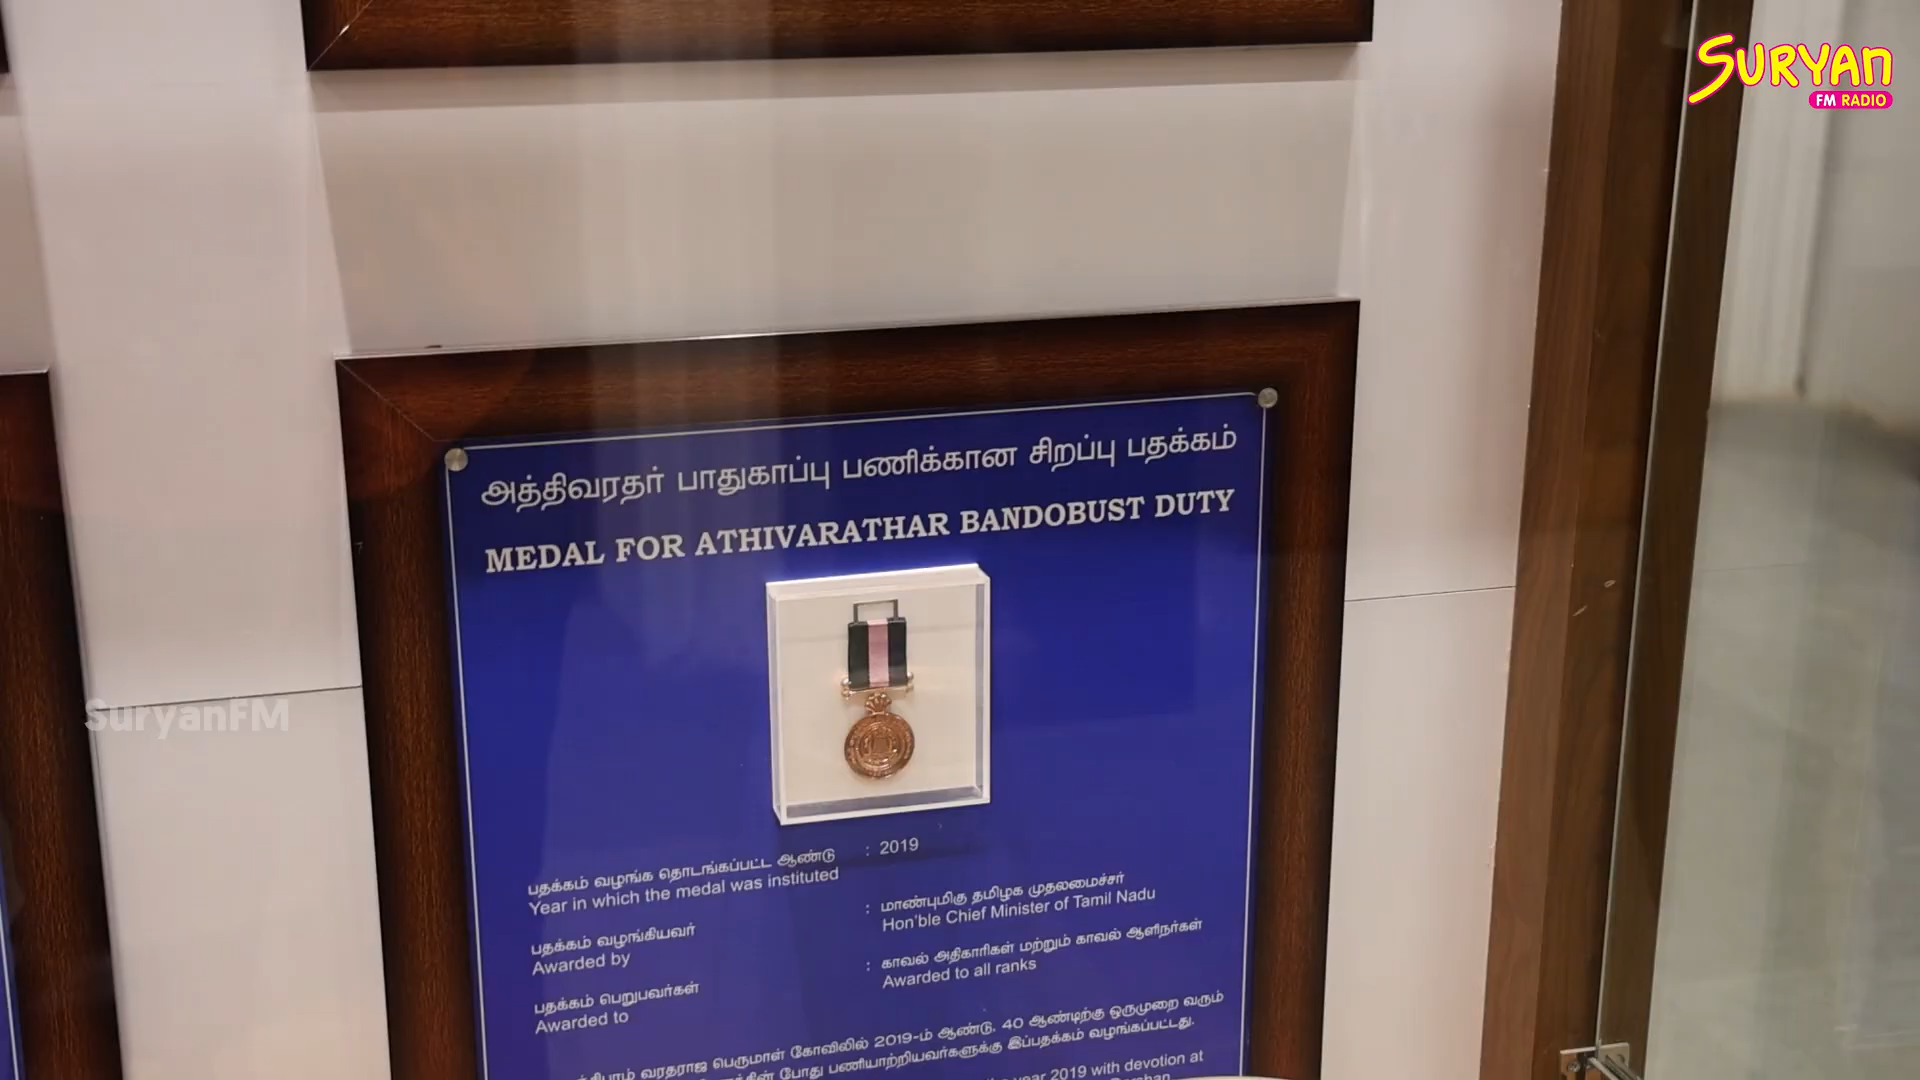 SURYAN
FM RADIO
அத்திவரதர் பாதுகாப்பு பணிக்கான சிறப்பு பதக்கம்
MEDAL FOR ATHIVARATHAR BANDOBUST DUTY
பதக்கம் வழங்க தொடங்கப்பட்ட ஆண்டு : 2019
Year in which the medal was instituted
பதக்கம் வழங்கியவர் : மாண்புமிகு தமிழக முதலமைச்சர்
Awarded by Hon'ble Chief Minister of Tamil Nadu
பதக்கம் பெறுபவர்கள் : காவல் அதிகாரிகள் மற்றும் காவல் ஆளிநர்கள்
Awarded to Awarded to all ranks
வரதராஜ பெருமாள் கோவிலில் 2019-ம் ஆண்டு, 40 ஆண்டிற்கு ஒருமுறை வரும்
போது பணியாற்றியவர்களுக்கு இப்பதக்கம் வழங்கப்பட்டது.
year 2019 with devotion at
SuryanFM